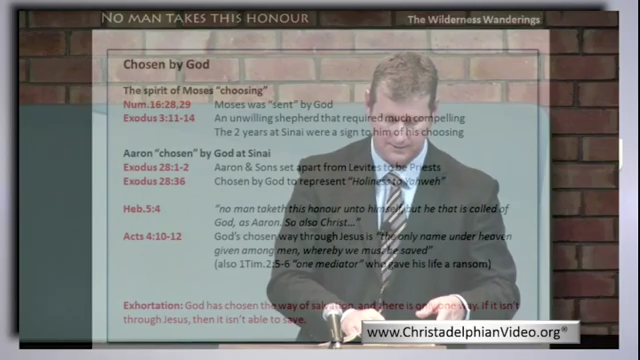 NO MAN TAKES THIS HONOUR
The Wilderness Wanderings
Chosen by God
The spirit of Moses “choosing”
Num.16:28,29 Moses was “sent” by God
Exodus 3:11-14 An unwilling shepherd that required much compelling
The 2 years at Sinai were a sign to him of his choosing
Aaron “chosen” by God at Sinai
Exodus 28:1-2 Aaron & Sons set apart from Levites to be Priests
Exodus 28:36 Chosen by God to represent “Holiness to Yahweh”
Heb.5:4 “no man taketh this honour unto himself, but he that is called of
God, as Aaron. So also Christ…”
Acts 4:10-12 God's chosen way through Jesus is “the only name under heaven
given among men, whereby we must be saved”
(also 1Tim.2:5-6 “one mediator” who gave his life a ransom)
Exhortation: God has chosen the way of salvation, and there is only one way. If it isn't
through Jesus, then it isn't able to save.
www.ChristadelphianVideo.org®